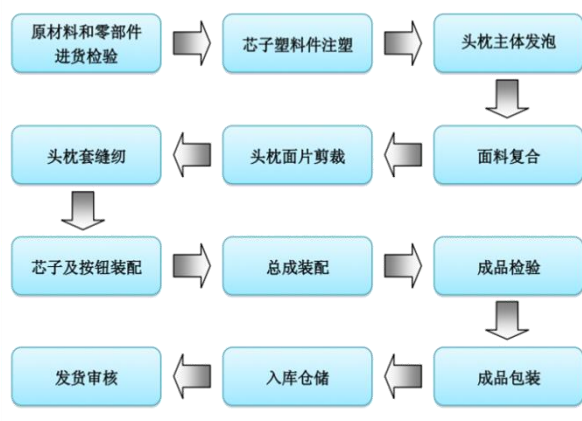 原材料和零部件
进货检验
芯子塑料件注塑
头枕主体发泡
面料复合
头枕面片剪裁
头枕套缝纫
芯子及按钮装配
总成装配
成品检验
成品包装
入库仓储
发货审核